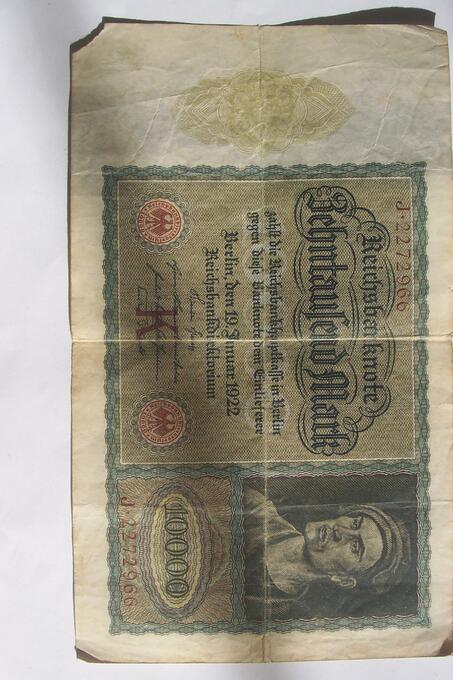 J·2272966
Reichsbanknote
Zehntausend Mark
zahlt die Reichsbankhauptkasse in Berlin
gegen diese Banknote dem Einlieferer
Berlin, den 19. Januar 1922
Reichsbankdirektorium
K
10000
J·2272966